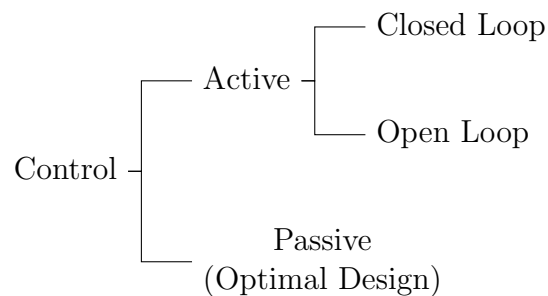 Closed Loop
Active
Open Loop
Control
Passive
(Optimal Design)